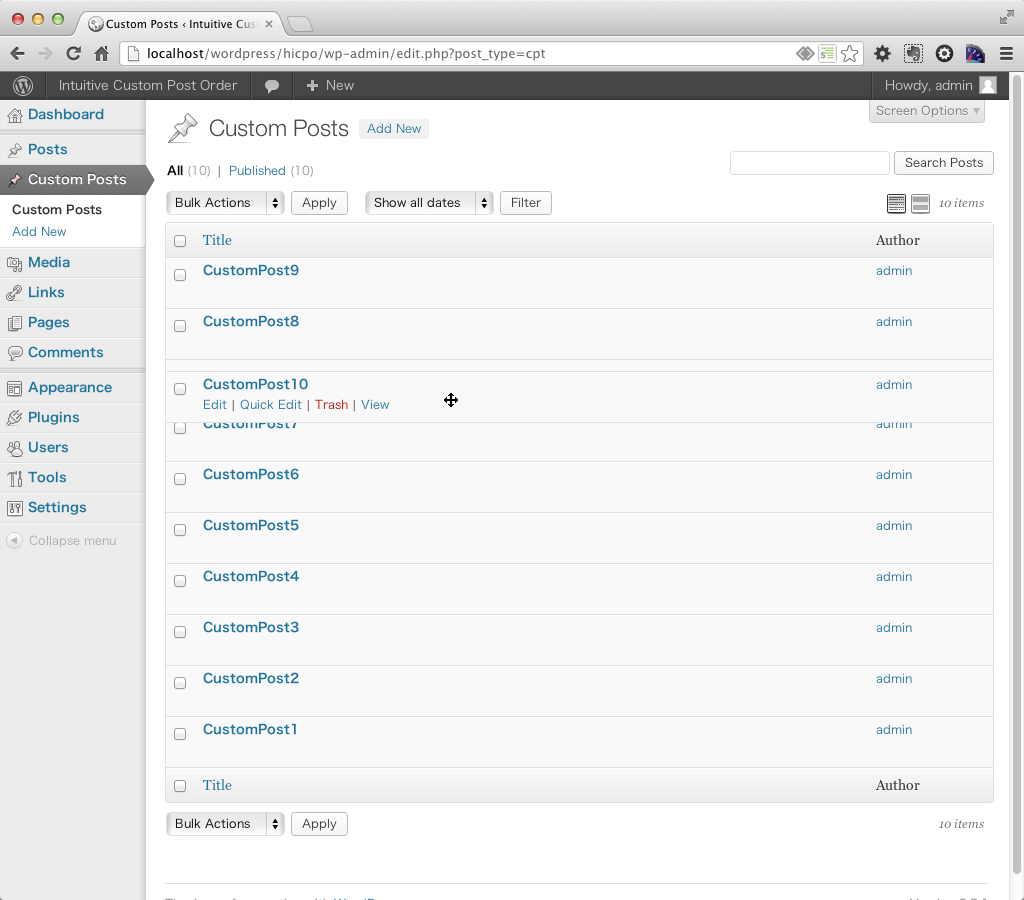 Custom Posts ‹ Intuitive Cus
localhost/wordpress/hicpo/wp-admin/edit.php?post_type=cpt
Intuitive Custom Post Order
New
Howdy, admin
Dashboard
Posts
Custom Posts
Custom Posts
Add New
Media
Links
Pages
Comments
Appearance
Plugins
Users
Tools
Settings
Collapse menu
Screen Options
Custom Posts Add New
All (10) | Published (10)
Search Posts
Bulk Actions Apply Show all dates Filter 10 items
Title Author
CustomPost9 admin
CustomPost8 admin
CustomPost10 admin
Edit | Quick Edit | Trash | View
CustomPost7 admin
CustomPost6 admin
CustomPost5 admin
CustomPost4 admin
CustomPost3 admin
CustomPost2 admin
CustomPost1 admin
Title Author
Bulk Actions Apply 10 items